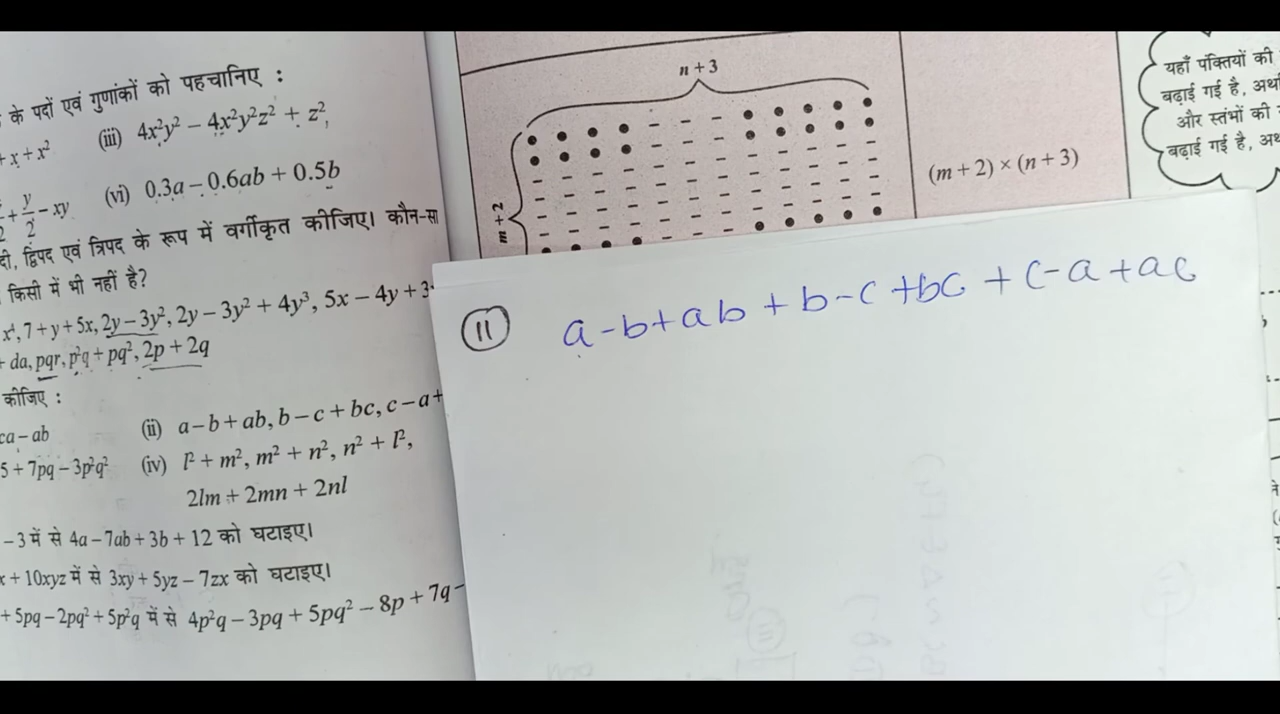 के पदों एवं गुणांकों को पहचानिए :
+ x + x²
(iii) 4x²y² – 4x²y²z² + z²,
+ y/2 – xy
(vi) 0.3a – 0.6ab + 0.5b
दी, द्विपद एवं त्रिपद के रूप में वर्गीकृत कीजिए। कौन-सा
किसी में भी नहीं है?
x⁴, 7 + y + 5x, 2y – 3y², 2y – 3y² + 4y³, 5x – 4y + 3
+ da, pqr, p²q + pq², 2p + 2q
कीजिए :
ca – ab
(ii) a – b + ab, b – c + bc, c – a +
5 + 7pq – 3p²q²
(iv) l² + m², m² + n², n² + l²,
2lm + 2mn + 2nl
– 3 में से 4a – 7ab + 3b + 12 को घटाइए।
x + 10xyz में से 3xy + 5yz – 7zx को घटाइए।
+ 5pq – 2pq² + 5p²q में से 4p²q – 3pq + 5pq² – 8p + 7q –
n + 3
m + 2
(m + 2) × (n + 3)
यहाँ पंक्तियों की
बढ़ाई गई है, अर्था
और स्तंभों की
बढ़ाई गई है, अर्थ
(11) a-b+ab+b-c+bc+c-a+ac